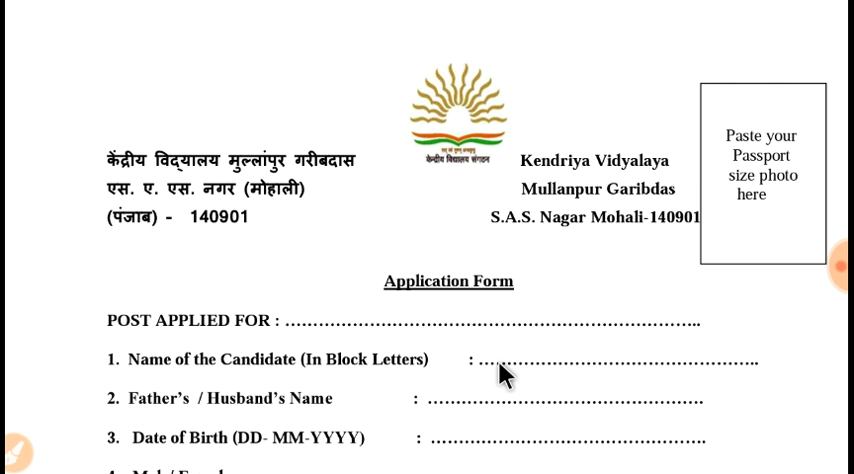 केंद्रीय विद्यालय मुल्लांपुर गरीबदास
एस. ए. एस. नगर (मोहाली)
(पंजाब) - 140901
केन्द्रीय विद्यालय संगठन
Kendriya Vidyalaya
Mullanpur Garibdas
S.A.S. Nagar Mohali-140901
Paste your
Passport
size photo
here
Application Form
POST APPLIED FOR : ………………………………………………………………..
1. Name of the Candidate (In Block Letters) : …………………………………………..
2. Father’s / Husband’s Name : ………………………………………….
3. Date of Birth (DD- MM-YYYY) : ………………………………………….